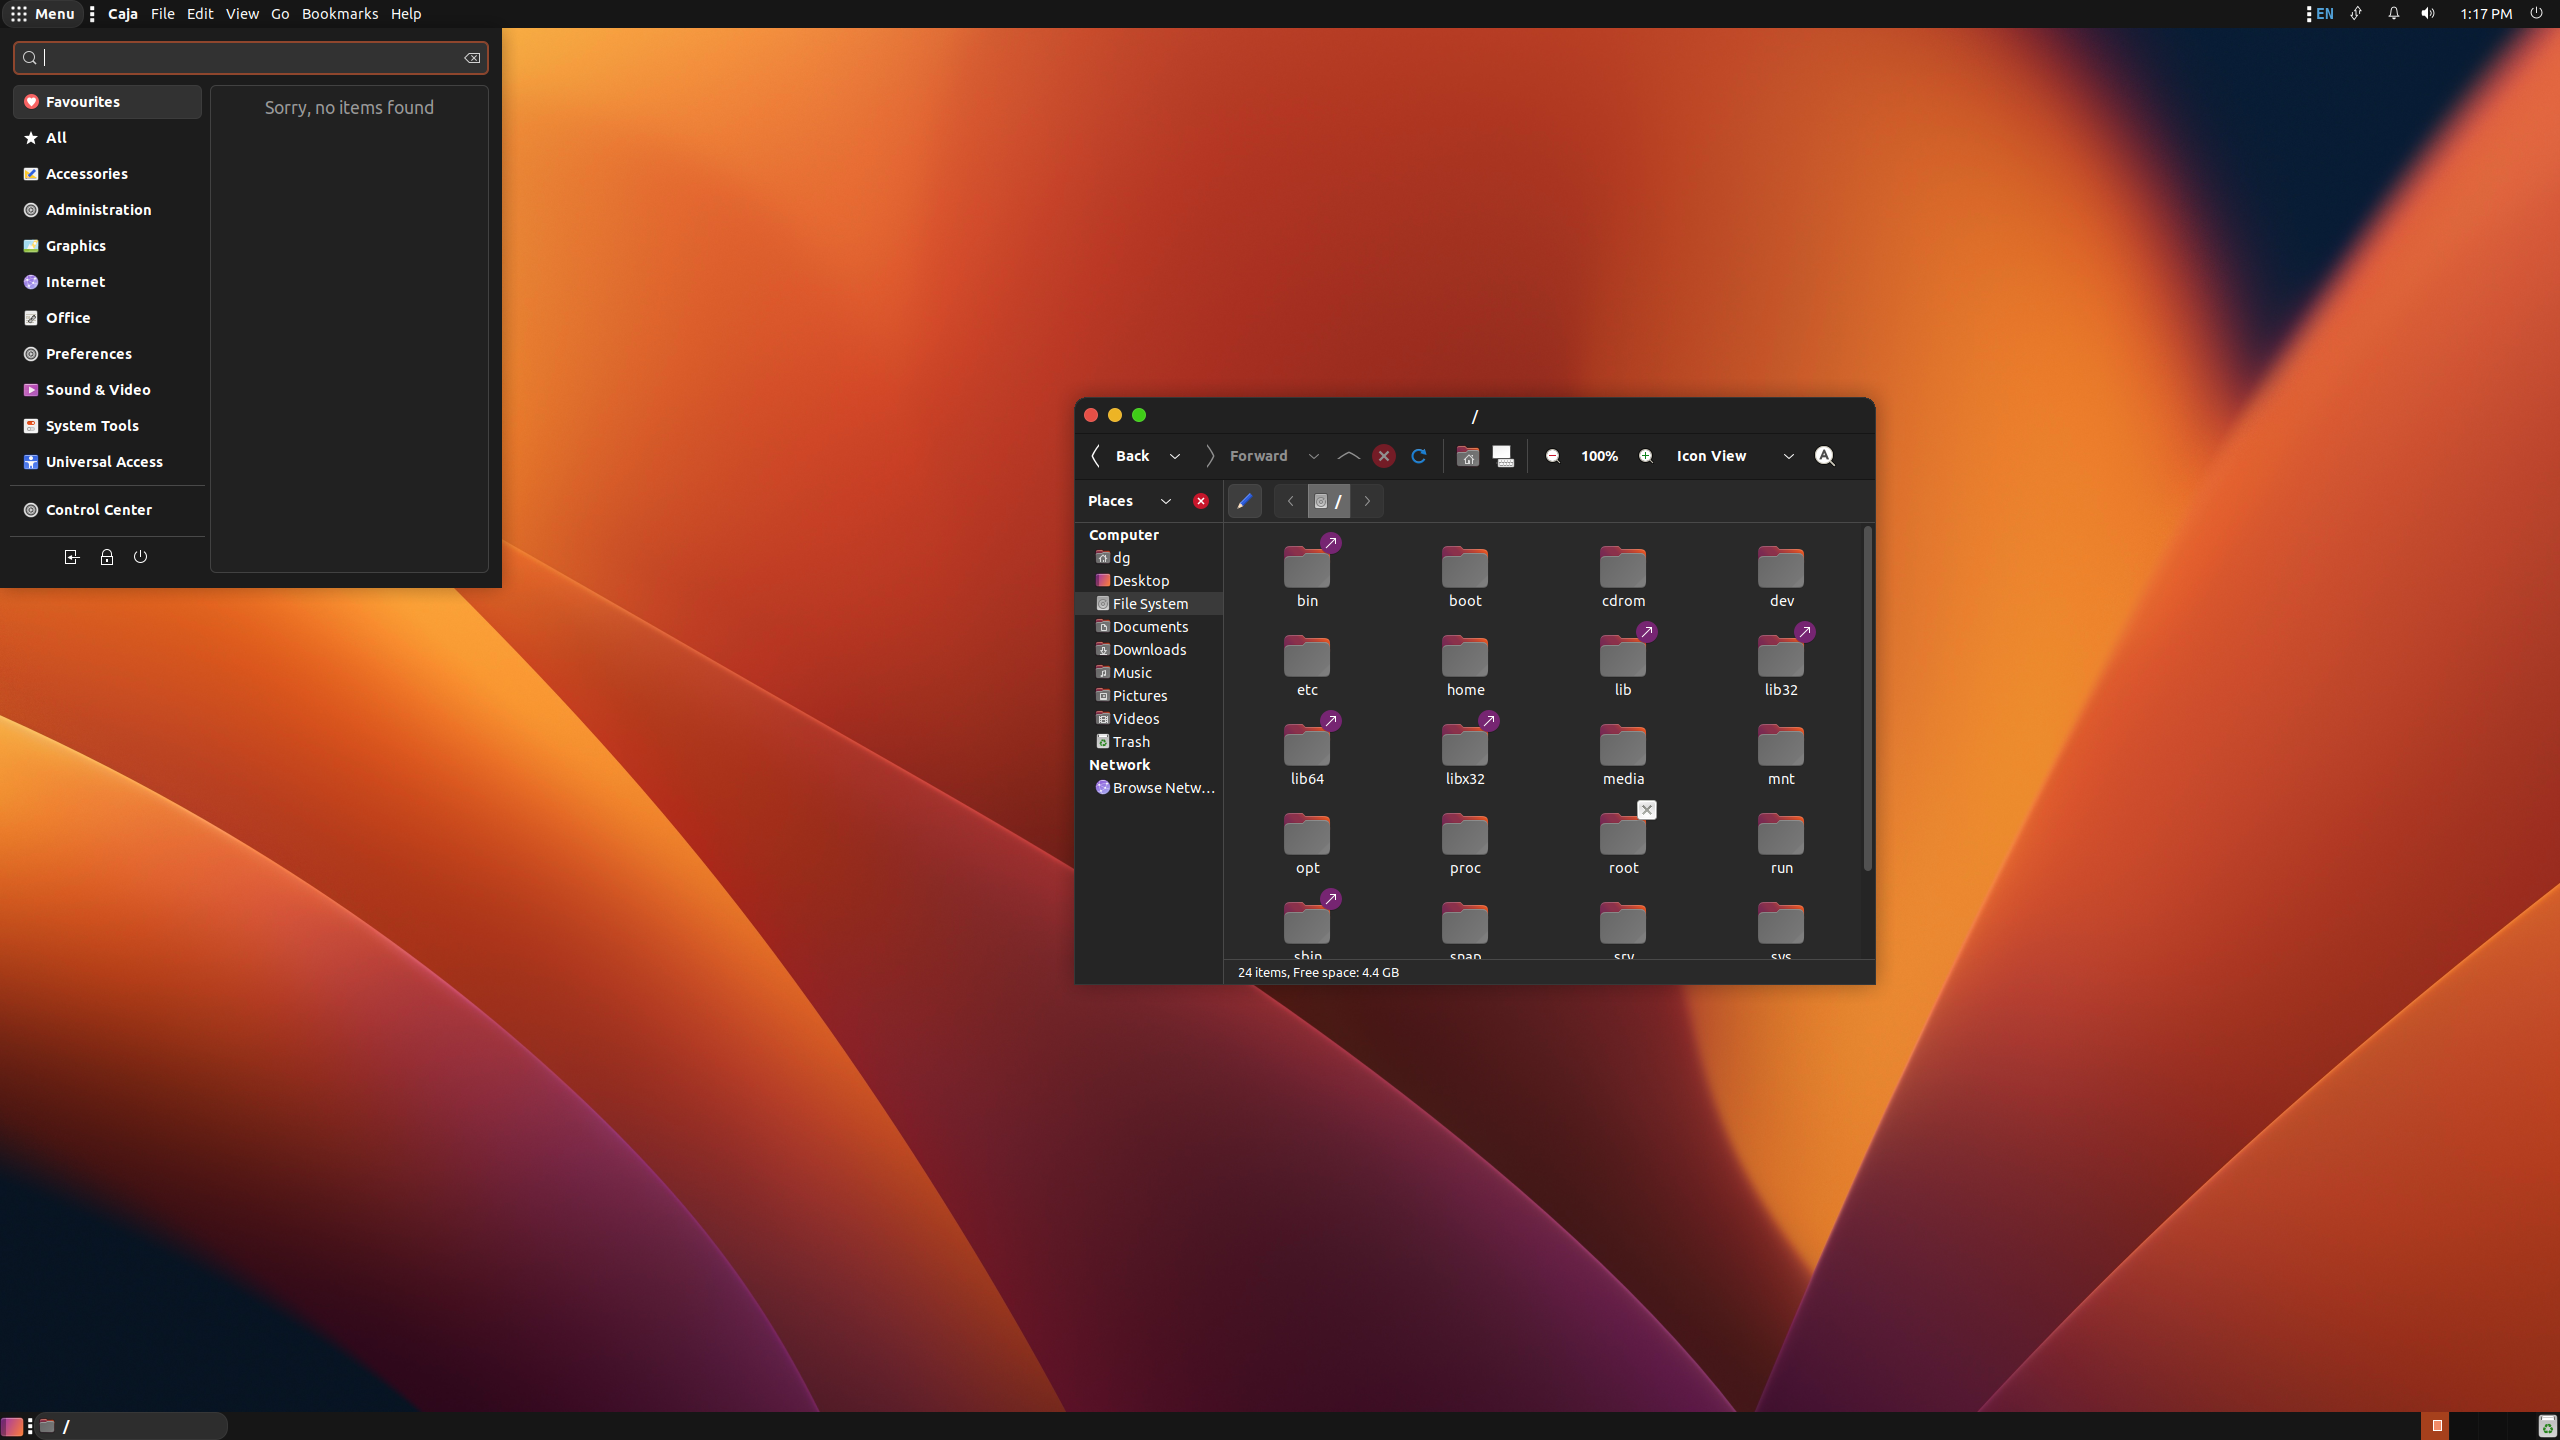 Menu Caja File Edit View Go Bookmarks Help EN 1:17 PM
Favourites
Sorry, no items found
All
Accessories
Administration
Graphics
Internet
Office
Preferences
Sound & Video
System Tools
Universal Access
Control Center
/
Back Forward 100% Icon View
Places /
Computer
dg
Desktop
File System
Documents
Downloads
Music
Pictures
Videos
Trash
Network
Browse Netw...
bin boot cdrom dev
etc home lib lib32
lib64 libx32 media mnt
opt proc root run
sbin snap srv sys
24 items, Free space: 4.4 GB
/